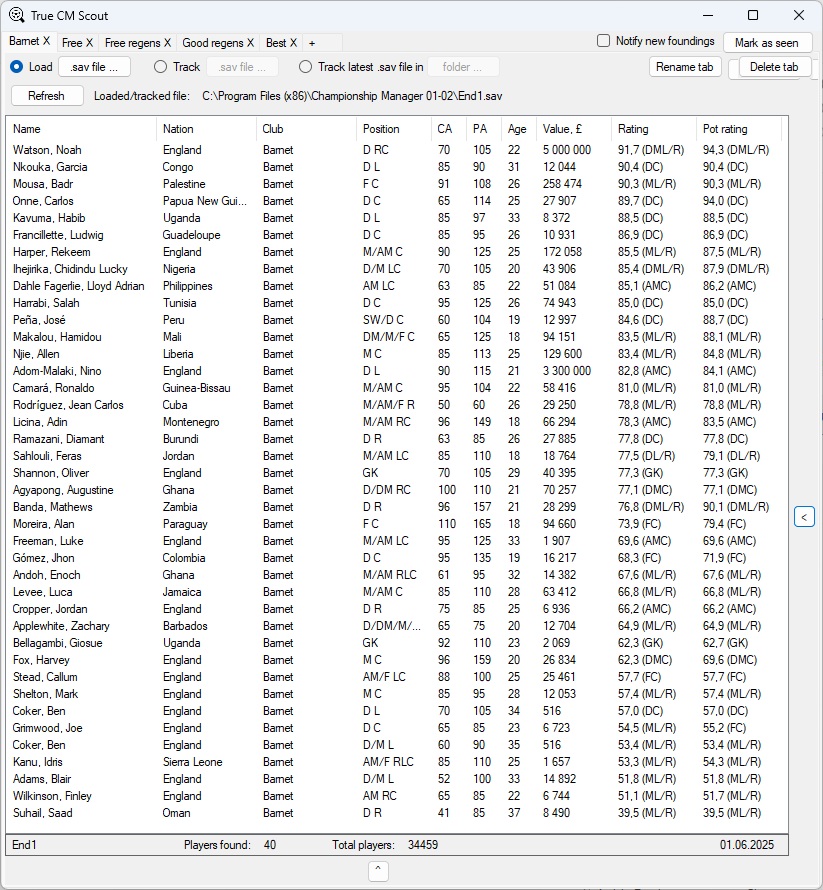 True CM Scout
Barnet X Free X Free regens X Good regens X Best X + Notify new foundings Mark as seen
Load .sav file ... Track .sav file ... Track latest .sav file in folder ... Rename tab Delete tab
Refresh Loaded/tracked file: C:\Program Files (x86)\Championship Manager 01-02\End1.sav
Name Nation Club Position CA PA Age Value, £ Rating Pot rating
Watson, Noah England Barnet D RC 70 105 22 5 000 000 91,7 (DML/R) 94,3 (DML/R)
Nkouka, Garcia Congo Barnet D L 85 90 31 12 044 90,4 (DC) 90,4 (DC)
Mousa, Badr Palestine Barnet F C 91 108 26 258 474 90,3 (ML/R) 90,3 (ML/R)
Onne, Carlos Papua New Gui... Barnet D C 65 114 25 27 907 89,7 (DC) 94,0 (DC)
Kavuma, Habib Uganda Barnet D L 85 97 33 8 372 88,5 (DC) 88,5 (DC)
Francillette, Ludwig Guadeloupe Barnet D C 85 95 26 10 931 86,9 (DC) 86,9 (DC)
Harper, Rekeem England Barnet M/AM C 90 125 25 172 058 85,5 (ML/R) 87,5 (ML/R)
Ihejirika, Chidindu Lucky Nigeria Barnet D/M LC 70 105 20 43 906 85,4 (DML/R) 87,9 (DML/R)
Dahle Fagerlie, Lloyd Adrian Philippines Barnet AM LC 63 85 22 51 084 85,1 (AMC) 86,2 (AMC)
Harrabi, Salah Tunisia Barnet D C 95 125 26 74 943 85,0 (DC) 85,0 (DC)
Peña, José Peru Barnet SW/D C 60 104 19 12 997 84,6 (DC) 88,7 (DC)
Makalou, Hamidou Mali Barnet DM/M/F C 65 125 18 94 151 83,5 (ML/R) 88,1 (ML/R)
Njie, Allen Liberia Barnet M C 85 113 25 129 600 83,4 (ML/R) 84,8 (ML/R)
Adom-Malaki, Nino England Barnet D L 90 115 21 3 300 000 82,8 (AMC) 84,1 (AMC)
Camará, Ronaldo Guinea-Bissau Barnet M/AM C 95 104 22 58 416 81,0 (ML/R) 81,0 (ML/R)
Rodríguez, Jean Carlos Cuba Barnet M/AM/F R 50 60 26 29 250 78,8 (ML/R) 78,8 (ML/R)
Licina, Adin Montenegro Barnet M/AM RC 96 149 18 66 294 78,3 (AMC) 83,5 (AMC)
Ramazani, Diamant Burundi Barnet D R 63 85 26 27 885 77,8 (DC) 77,8 (DC)
Sahlouli, Feras Jordan Barnet M/AM LC 85 110 18 18 764 77,5 (DL/R) 79,1 (DL/R)
Shannon, Oliver England Barnet GK 70 105 29 40 395 77,3 (GK) 77,3 (GK)
Agyapong, Augustine Ghana Barnet D/DM RC 100 110 21 70 257 77,1 (DMC) 77,1 (DMC)
Banda, Mathews Zambia Barnet D R 96 157 21 28 299 76,8 (DML/R) 90,1 (DML/R)
Moreira, Alan Paraguay Barnet F C 110 165 18 94 660 73,9 (FC) 79,4 (FC)
Freeman, Luke England Barnet M/AM LC 95 125 33 1 907 69,6 (AMC) 69,6 (AMC)
Gómez, Jhon Colombia Barnet D C 95 135 19 16 217 68,3 (FC) 71,9 (FC)
Andoh, Enoch Ghana Barnet M/AM RLC 61 95 32 14 382 67,6 (ML/R) 67,6 (ML/R)
Levee, Luca Jamaica Barnet M/AM C 85 110 28 63 412 66,8 (ML/R) 66,8 (ML/R)
Cropper, Jordan England Barnet D R 75 85 25 6 936 66,2 (AMC) 66,2 (AMC)
Applewhite, Zachary Barbados Barnet D/DM/M/... 65 75 20 12 704 64,9 (ML/R) 64,9 (ML/R)
Bellagambi, Giosue Uganda Barnet GK 92 110 23 2 069 62,3 (GK) 62,7 (GK)
Fox, Harvey England Barnet M C 96 159 20 26 834 62,3 (DMC) 69,6 (DMC)
Stead, Callum England Barnet AM/F LC 88 100 25 25 461 57,7 (FC) 57,7 (FC)
Shelton, Mark England Barnet M C 85 95 28 12 053 57,4 (ML/R) 57,4 (ML/R)
Coker, Ben England Barnet D L 70 105 34 516 57,0 (DC) 57,0 (DC)
Grimwood, Joe England Barnet D C 65 85 23 6 723 54,5 (ML/R) 55,2 (FC)
Coker, Ben England Barnet D/M L 60 90 35 516 53,4 (ML/R) 53,4 (ML/R)
Kanu, Idris Sierra Leone Barnet AM/F RLC 85 110 25 1 657 53,3 (ML/R) 54,3 (ML/R)
Adams, Blair England Barnet D/M L 52 100 33 14 892 51,8 (ML/R) 51,8 (ML/R)
Wilkinson, Finley England Barnet AM RC 65 85 22 6 744 51,1 (ML/R) 51,7 (ML/R)
Suhail, Saad Oman Barnet D R 41 85 37 8 490 39,5 (ML/R) 39,5 (ML/R)
<
End1 Players found: 40 Total players: 34459 01.06.2025
^